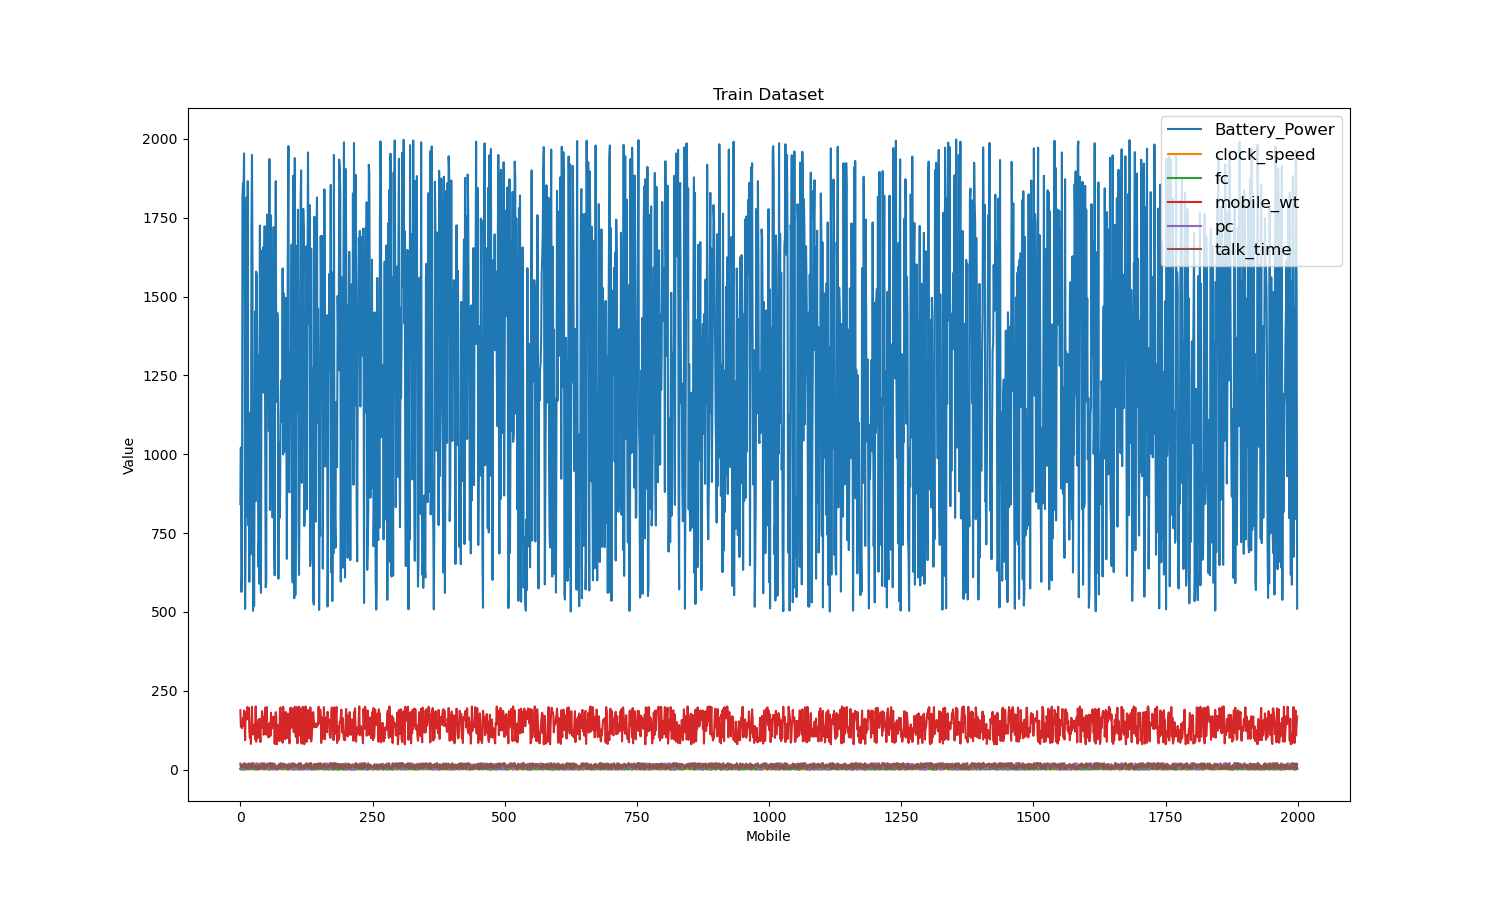 Train Dataset
Battery_Power
clock_speed
fc
mobile_wt
pc
talk_time
2000
1750
1500
1250
1000
750
500
250
0
Value
0 250 500 750 1000 1250 1500 1750 2000
Mobile